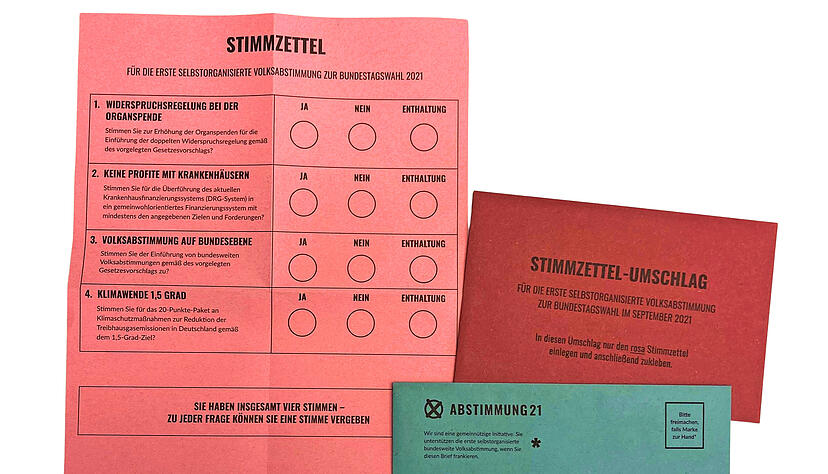 STIMMZETTEL
FÜR DIE ERSTE SELBSTORGANISIERTE VOLKSABSTIMMUNG ZUR BUNDESTAGSWAHL 2021
1. WIDERSPRUCHSREGELUNG BEI DER
ORGANSPENDE
Stimmen Sie zur Erhöhung der Organspenden für die
Einführung der doppelten Widerspruchsregelung gemäß
des vorgelegten Gesetzesvorschlags?
JA NEIN ENTHALTUNG
2. KEINE PROFITE MIT KRANKENHÄUSERN
Stimmen Sie für die Überführung des aktuellen
Krankenhausfinanzierungssystems (DRG-System) in
ein gemeinwohlorientiertes Finanzierungssystem mit
mindestens den angegebenen Zielen und Forderungen?
JA NEIN ENTHALTUNG
3. VOLKSABSTIMMUNG AUF BUNDESEBENE
Stimmen Sie der Einführung von bundesweiten
Volksabstimmungen gemäß des vorgelegten
Gesetzesvorschlags zu?
JA NEIN ENTHALTUNG
4. KLIMAWENDE 1,5 GRAD
Stimmen Sie für das 20-Punkte-Paket an
Klimaschutzmaßnahmen zur Reduktion der
Treibhausgasemissionen in Deutschland gemäß
dem 1,5-Grad-Ziel?
JA NEIN ENTHALTUNG
SIE HABEN INSGESAMT VIER STIMMEN –
ZU JEDER FRAGE KÖNNEN SIE EINE STIMME VERGEBEN
STIMMZETTEL-UMSCHLAG
FÜR DIE ERSTE SELBSTORGANISIERTE VOLKSABSTIMMUNG
ZUR BUNDESTAGSWAHL IM SEPTEMBER 2021
In diesen Umschlag nur den rosa Stimmzettel
einlegen und anschließend zukleben.
ABSTIMMUNG21
Wir sind eine gemeinnützige Initiative. Sie
unterstützen die erste selbstorganisierte
bundesweite Volksabstimmung, wenn Sie
diesen Brief frankieren.
*
Bitte
freimachen,
falls Marke
zur Hand*